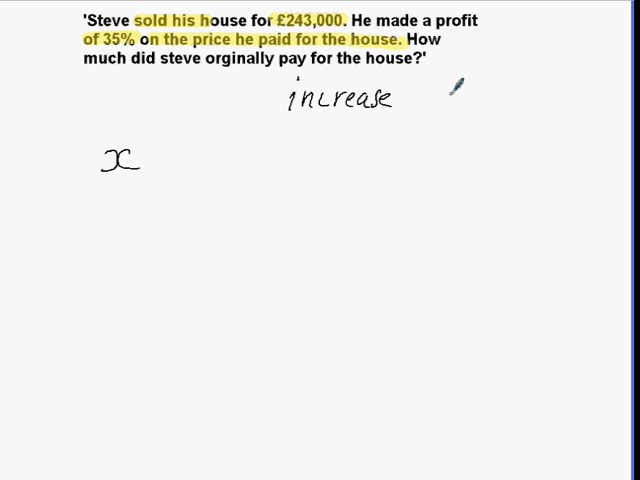 'Steve sold his house for £243,000. He made a profit
of 35% on the price he paid for the house. How
much did steve orginally pay for the house?'
increase
x